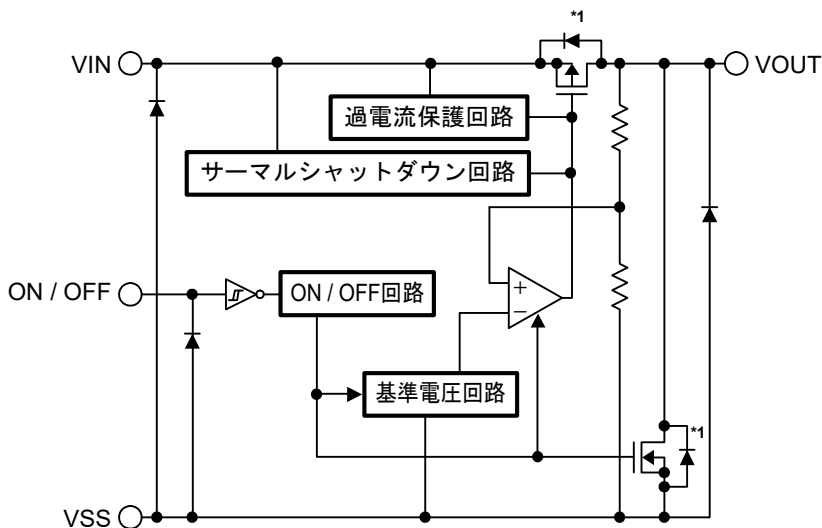 *1
VIN
VOUT
過電流保護回路
サーマルシャットダウン回路
+
−
ON / OFF
ON / OFF回路
基準電圧回路
*1
VSS